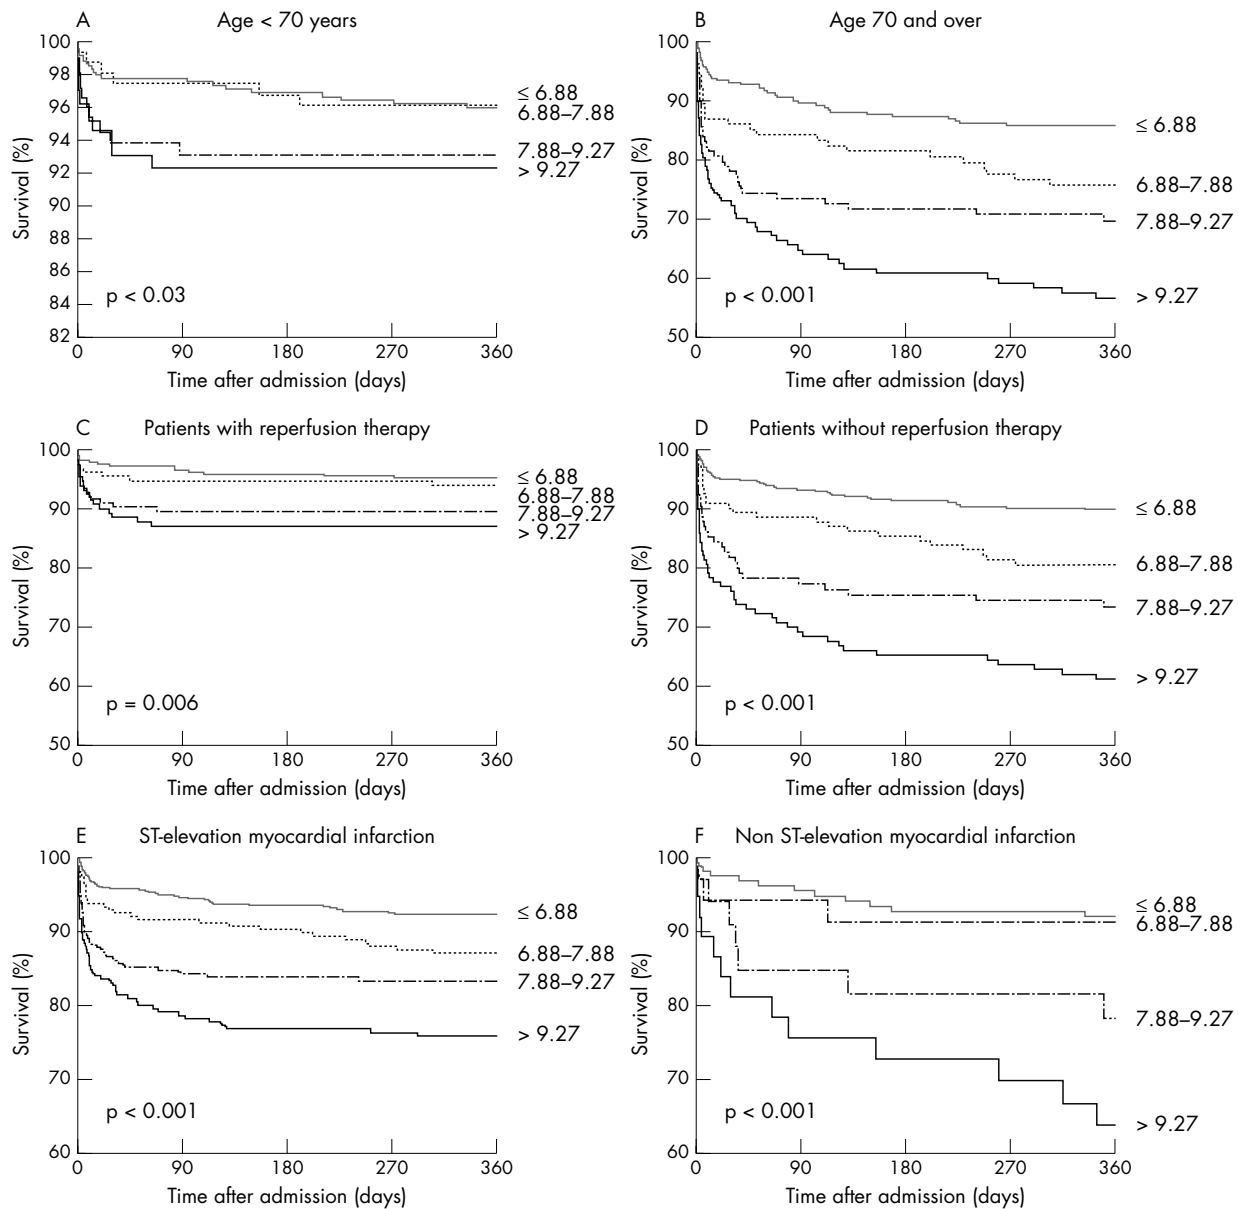 A Age < 70 years
100
98
96
94
92
90
88
86
84
82
Survival (%)
≤ 6.88
6.88–7.88
7.88–9.27
> 9.27
p < 0.03
0 90 180 270 360
Time after admission (days)
B Age 70 and over
100
90
80
70
60
50
Survival (%)
≤ 6.88
6.88–7.88
7.88–9.27
> 9.27
p < 0.001
0 90 180 270 360
Time after admission (days)
C Patients with reperfusion therapy
100
90
80
70
60
50
Survival (%)
≤ 6.88
6.88–7.88
7.88–9.27
> 9.27
p = 0.006
0 90 180 270 360
Time after admission (days)
D Patients without reperfusion therapy
100
90
80
70
60
50
Survival (%)
≤ 6.88
6.88–7.88
7.88–9.27
> 9.27
p < 0.001
0 90 180 270 360
Time after admission (days)
E ST-elevation myocardial infarction
100
90
80
70
60
Survival (%)
≤ 6.88
6.88–7.88
7.88–9.27
> 9.27
p < 0.001
0 90 180 270 360
Time after admission (days)
F Non ST-elevation myocardial infarction
100
90
80
70
60
Survival (%)
≤ 6.88
6.88–7.88
7.88–9.27
> 9.27
p < 0.001
0 90 180 270 360
Time after admission (days)